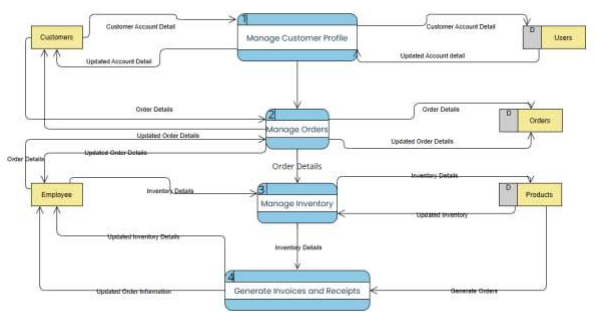 1
Customer Account Detail
Customer Account Detail
Customers
Manage Customer Profile
D
Users
Updated Account Detail
Updated Account detail
Order Details
2
Order Details
D
Orders
Manage Orders
Updated Order Details
Updated Order Details
Order Details
Updated Order Details
Order Details
Inventory Details
3
Inventory Details
D
Employee
Products
Manage Inventory
Updated Inventory
Updated Inventory Details
Inventory Details
4
Updated Order Information
Generate Invoices and Receipts
Generate Orders